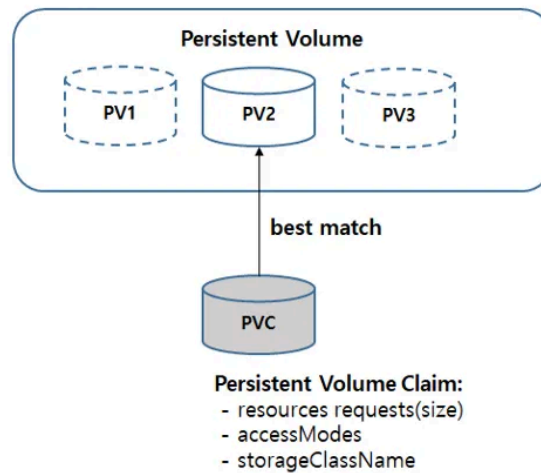 Persistent Volume
PV1
PV2
PV3
best match
PVC
Persistent Volume Claim:
- resources requests(size)
- accessModes
- storageClassName